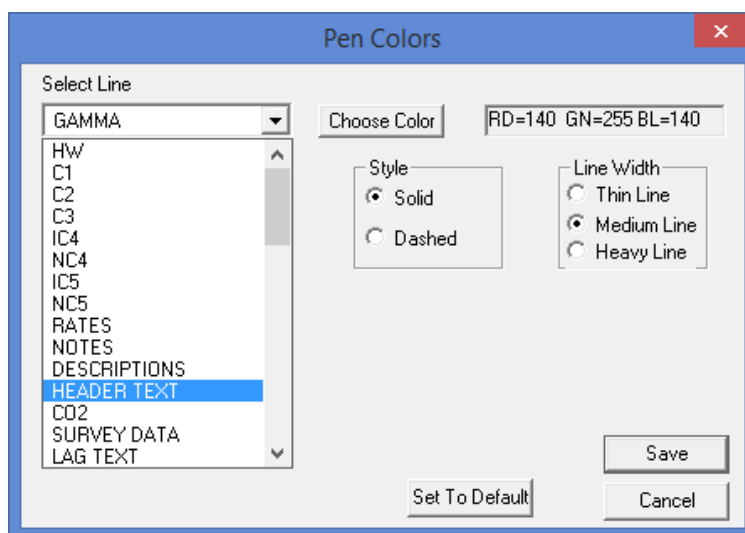 Pen Colors
Select Line
GAMMA
Choose Color
RD=140 GN=255 BL=140
HW
C1
C2
C3
IC4
NC4
IC5
NC5
RATES
NOTES
DESCRIPTIONS
HEADER TEXT
CO2
SURVEY DATA
LAG TEXT
Style
Solid
Dashed
Line Width
Thin Line
Medium Line
Heavy Line
Save
Set To Default
Cancel